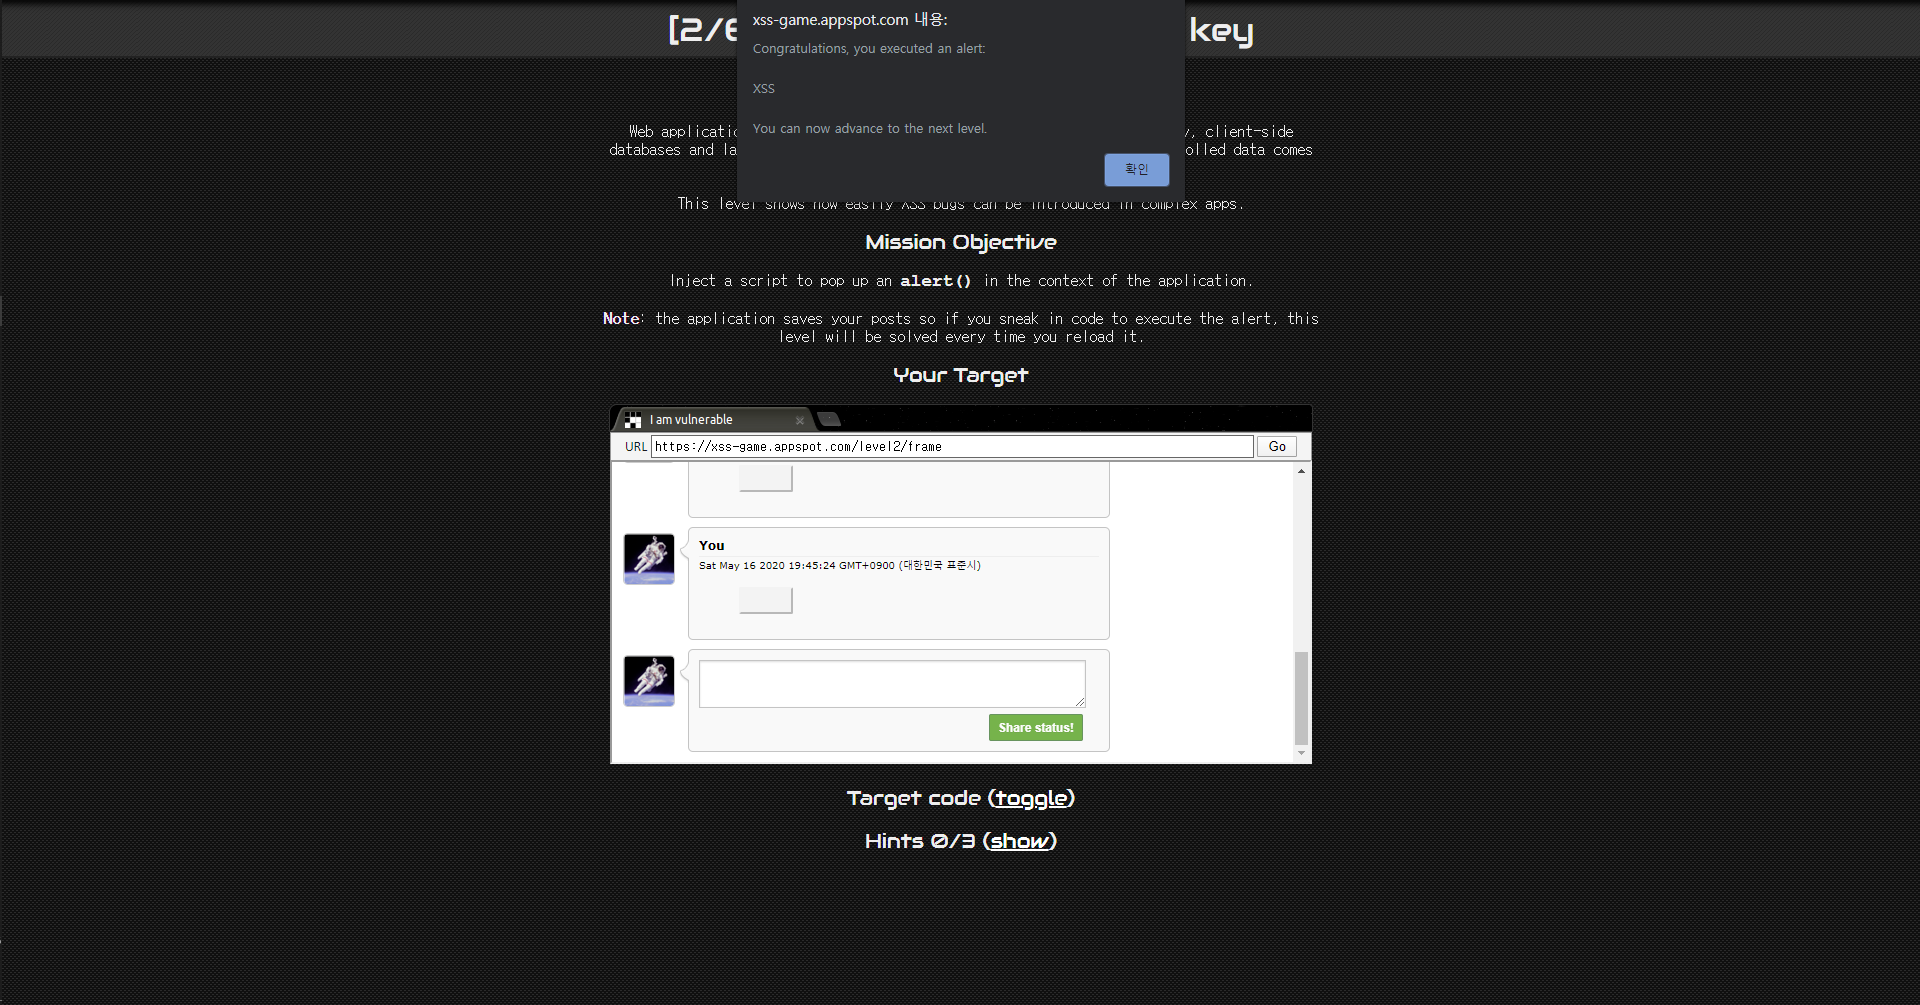 [2/6 key
xss-game.appspot.com 내용:
Congratulations, you executed an alert:
XSS
You can now advance to the next level.
확인
Web applicatio , client-side
databases and la olled data comes
This level shows how easily XSS bugs can be introduced in complex apps.
Mission Objective
Inject a script to pop up an alert() in the context of the application.
Note: the application saves your posts so if you sneak in code to execute the alert, this
level will be solved every time you reload it.
Your Target
I am vulnerable
URL https://xss-game.appspot.com/level2/frame Go
You
Sat May 16 2020 19:45:24 GMT+0900 (대한민국 표준시)
Share status!
Target code (toggle)
Hints 0/3 (show)